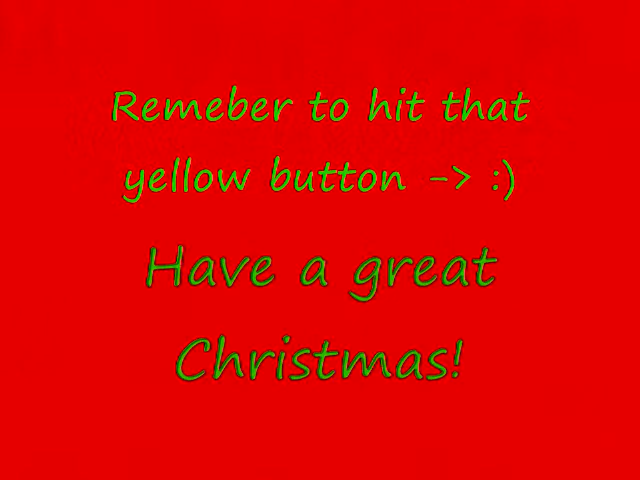 Remeber to hit that
yellow button -> :)
Have a great
Christmas!